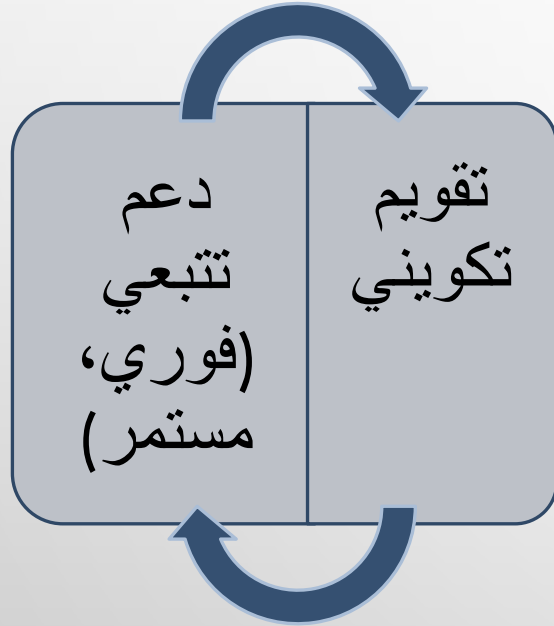 تقويم
تكويني
دعم
تتبعي
(فوري،
مستمر)